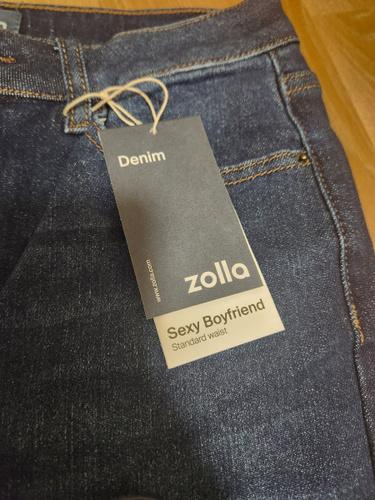 Denim
www.zolla.com
zolla
Sexy Boyfriend
Standard waist